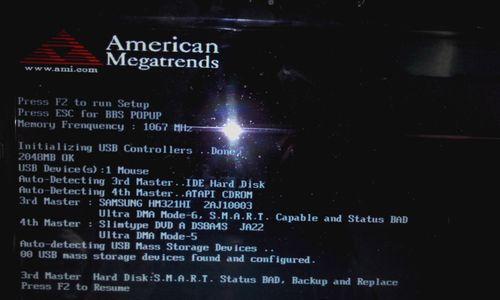 American
Megatrends
www.ami.com
Press F2 to run Setup
Press ESC for BBS POPUP
Memory Frenquency : 1067 MHz
Initializing USB Controllers ..Done.
2048MB OK
USB Device(s):1 Mouse
Auto-Detecting 3rd Master..IDE Hard Disk
Auto-Detecting 4th Master..ATAPI CDROM
3rd Master : SAMSUNG HM321HI 2AJ10003
Ultra DMA Mode-6, S.M.A.R.T. Capable and Status BAD
4th Master : Slimtype DVD A DS8A4S JA22
Ultra DMA Mode-5
Auto-detecting USB Mass Storage Devices ..
00 USB mass storage devices found and configured.
3rd Master Hard Disk:S.M.A.R.T. Status BAD, Backup and Replace
Press F2 to Resume